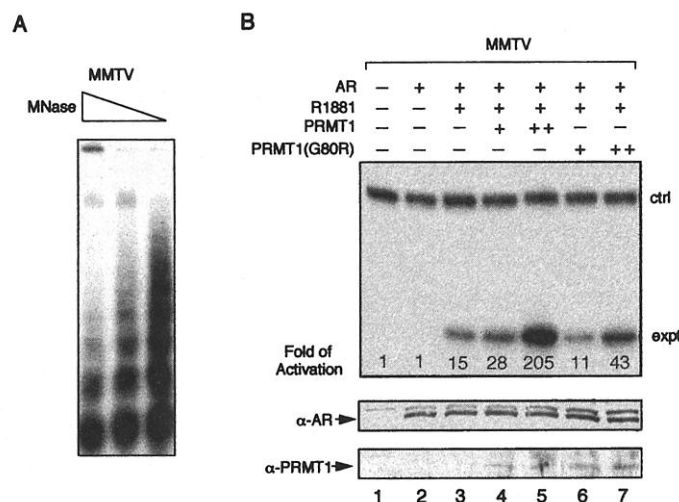 A
MMTV
MNase
B
MMTV
AR − + + + + + +
R1881 − − + + + + +
PRMT1 − − − + ++ − −
PRMT1(G80R) − − − − − + ++
ctrl
expt
Fold of
Activation 1 1 15 28 205 11 43
α-AR
α-PRMT1
1 2 3 4 5 6 7